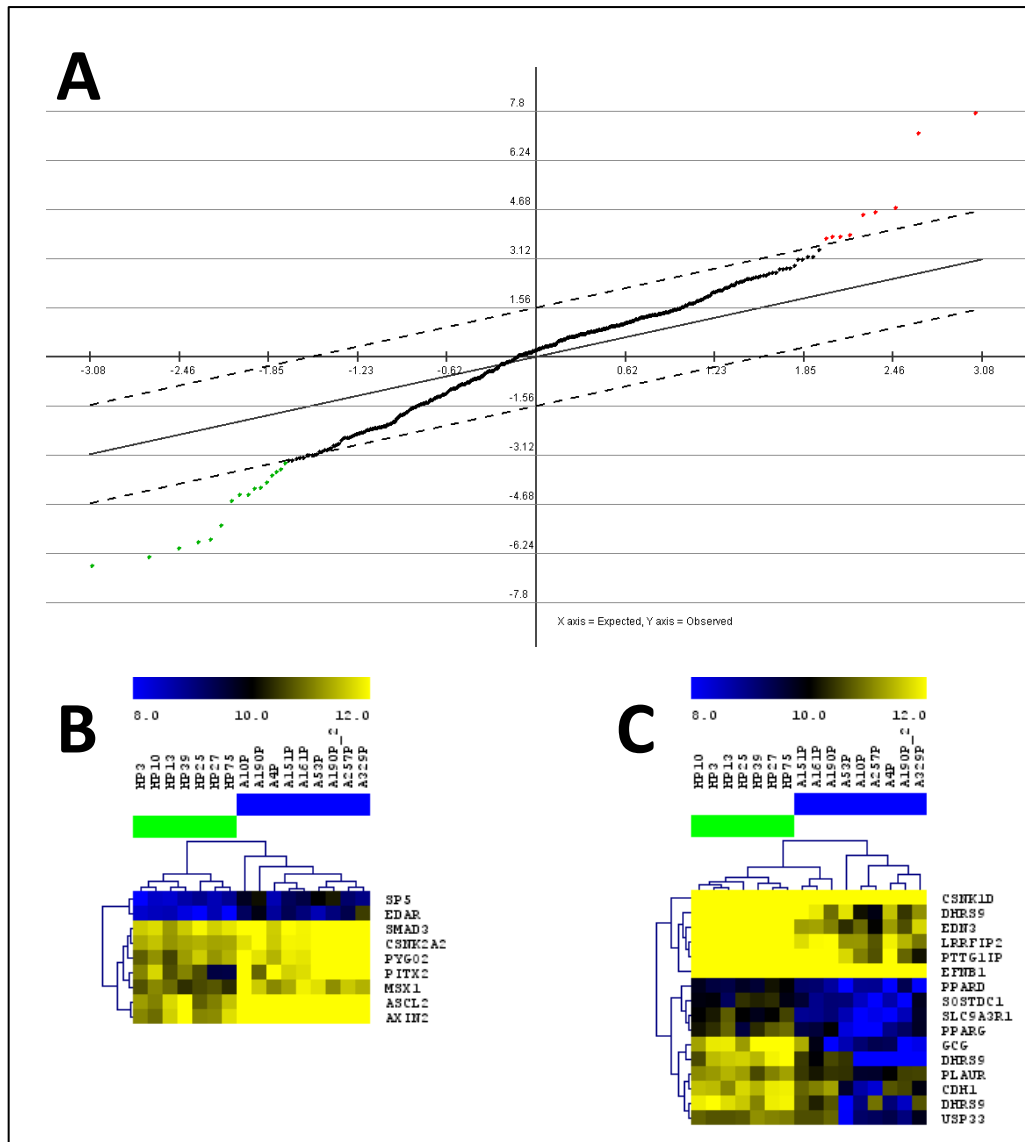 A
7.8
6.24
4.68
3.12
1.56
-3.08 -2.46 -1.85 -1.23 -0.62 0.62 1.23 1.85 2.46 3.08
-1.56
-3.12
-4.68
-6.24
-7.8
X axis = Expected, Y axis = Observed
B
8.0 10.0 12.0
HP3 HP10 HP13 HP39 HP25 HP27 HP75 A10P A190P A4P A151P A161P A53P A190P_2 A257P A329P
SP5
EDAR
SMAD3
CSNK2A2
PYGO2
PITX2
MSX1
ASCL2
AXIN2
C
8.0 10.0 12.0
HP10 HP3 HP13 HP25 HP39 HP27 HP75 A151P A161P A190P A53P A10P A257P A4P A190P_2 A329P
CSNK1D
DHRS9
EDN3
LRRFIP2
PTTG1IP
EFNB1
PPARD
SOSTDC1
SLC9A3R1
PPARG
GCG
DHRS9
PLAUR
CDH1
DHRS9
USP33